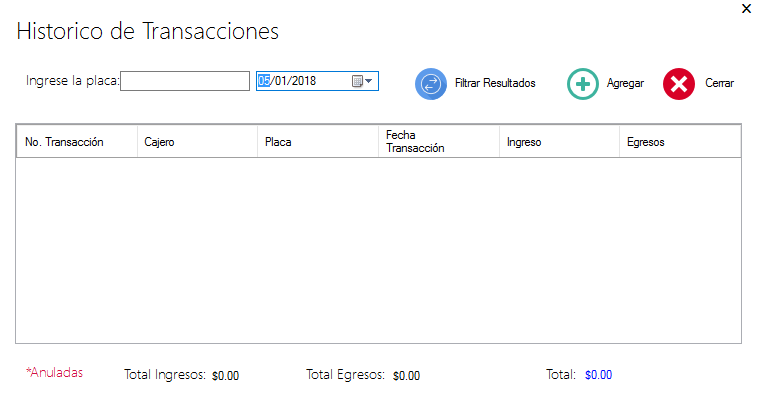 Historico de Transacciones
Ingrese la placa: 05/01/2018 Filtrar Resultados Agregar Cerrar
No. Transacción Cajero Placa Fecha Transacción Ingreso Egresos
*Anuladas Total Ingresos: $0.00 Total Egresos: $0.00 Total: $0.00